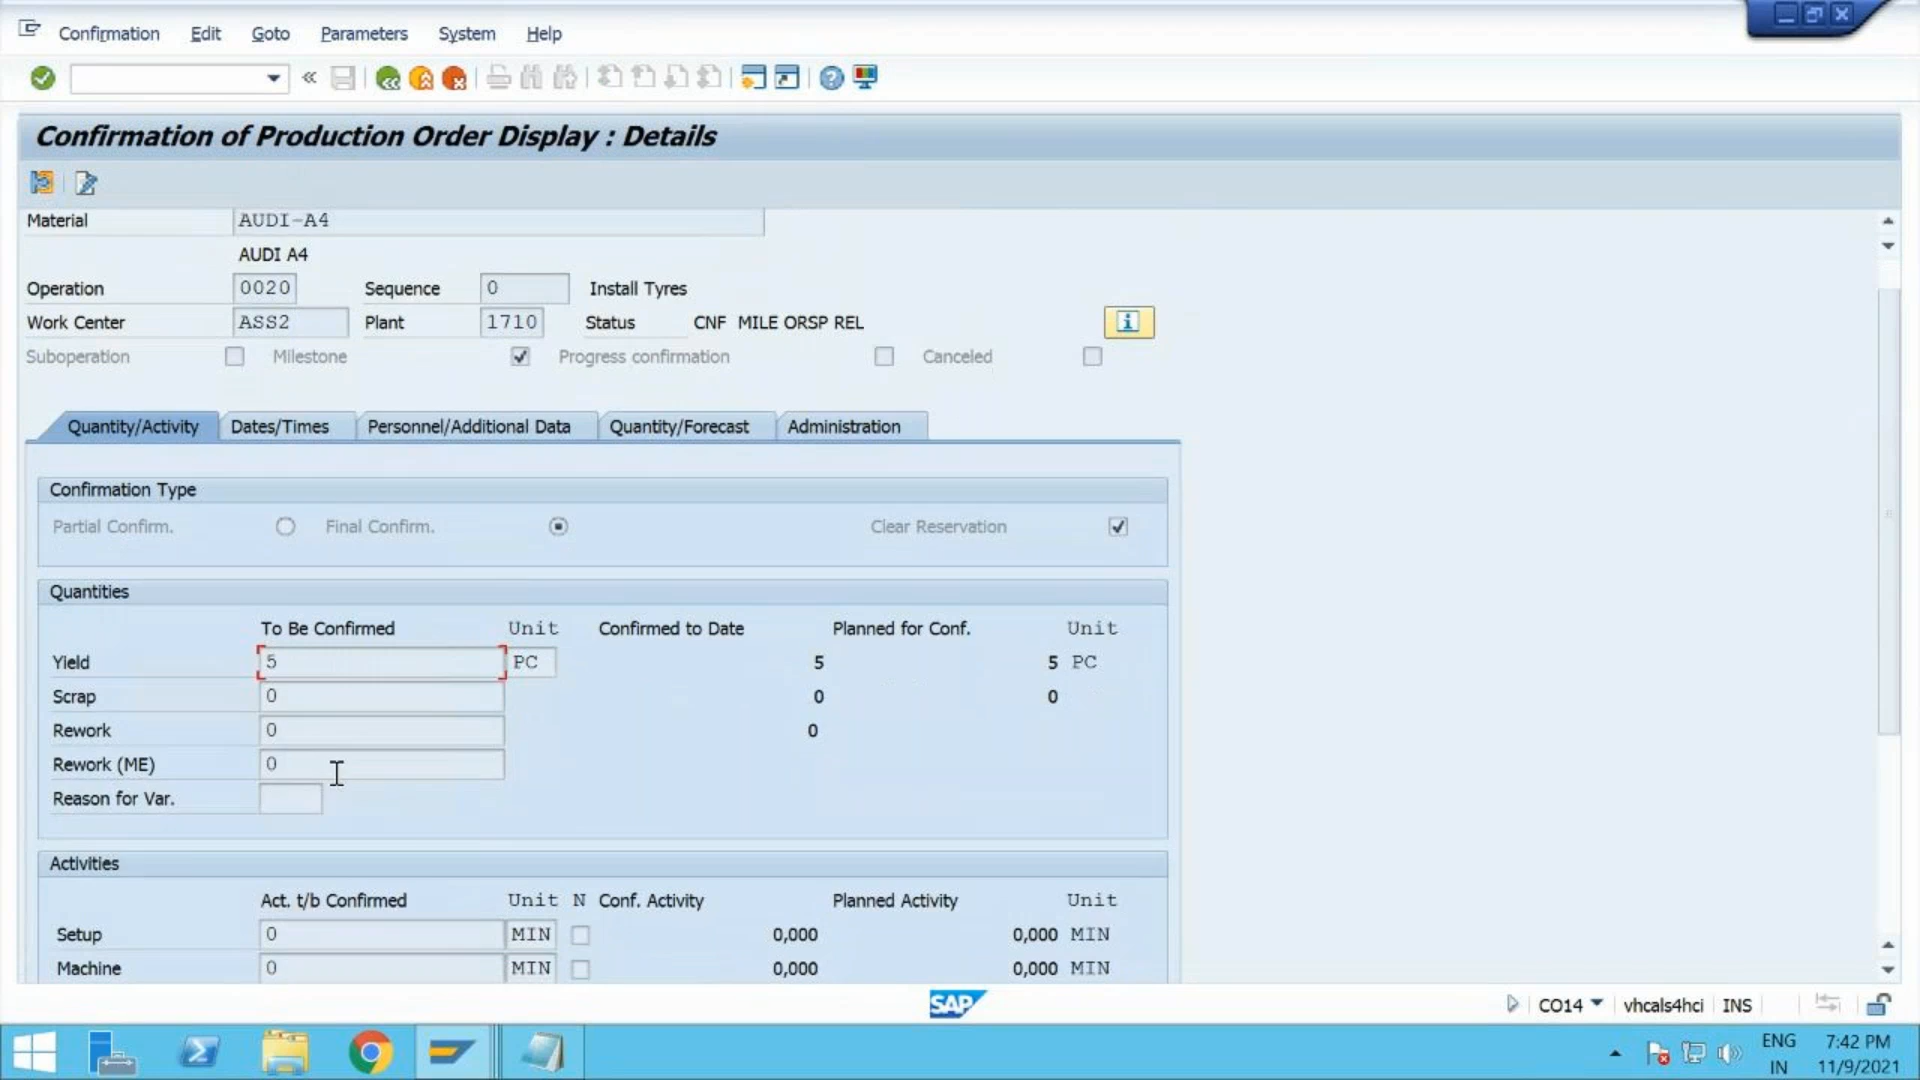 Confirmation Edit Goto Parameters System Help
Confirmation of Production Order Display : Details
Material AUDI-A4
AUDI A4
Operation 0020 Sequence 0 Install Tyres
Work Center ASS2 Plant 1710 Status CNF MILE ORSP REL
Suboperation Milestone Progress confirmation Canceled
Quantity/Activity Dates/Times Personnel/Additional Data Quantity/Forecast Administration
Confirmation Type
Partial Confirm. Final Confirm. Clear Reservation
Quantities
To Be Confirmed Unit Confirmed to Date Planned for Conf. Unit
Yield 5 PC 5 5 PC
Scrap 0 0 0
Rework 0 0
Rework (ME) 0
Reason for Var.
Activities
Act. t/b Confirmed Unit N Conf. Activity Planned Activity Unit
Setup 0 MIN 0,000 0,000 MIN
Machine 0 MIN 0,000 0,000 MIN
SAP CO14 vhcals4hci INS
ENG 7:42 PM
IN 11/9/2021